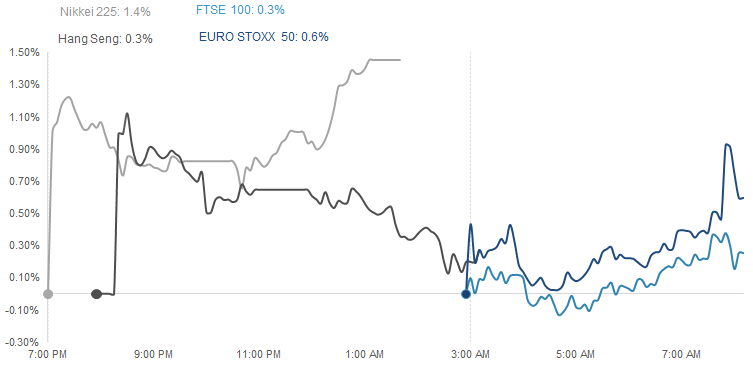 Nikkei 225: 1.4%
FTSE 100: 0.3%
Hang Seng: 0.3%
EURO STOXX 50: 0.6%
1.50%
1.30%
1.10%
0.90%
0.70%
0.50%
0.30%
0.10%
-0.10%
-0.30%
7:00 PM
9:00 PM
11:00 PM
1:00 AM
3:00 AM
5:00 AM
7:00 AM